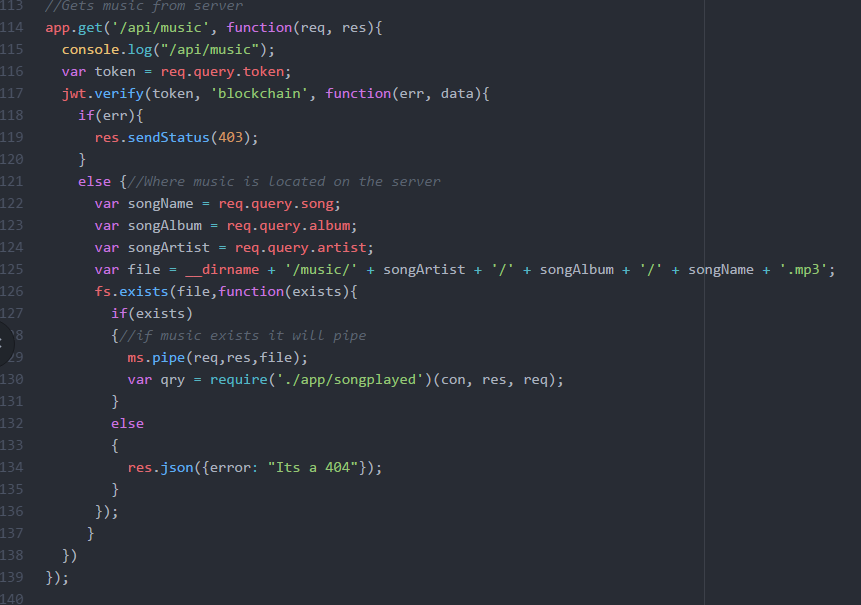 113 //Gets music from server
114 app.get('/api/music', function(req, res){
115   console.log("/api/music");
116   var token = req.query.token;
117   jwt.verify(token, 'blockchain', function(err, data){
118     if(err){
119       res.sendStatus(403);
120     }
121     else {//Where music is located on the server
122       var songName = req.query.song;
123       var songAlbum = req.query.album;
124       var songArtist = req.query.artist;
125       var file = __dirname + '/music/' + songArtist + '/' + songAlbum + '/' + songName + '.mp3';
126       fs.exists(file,function(exists){
127         if(exists)
8         {//if music exists it will pipe
29           ms.pipe(req,res,file);
130           var qry = require('./app/songplayed')(con, res, req);
131         }
132         else
133         {
134           res.json({error: "Its a 404"});
135         }
136       });
137      }
138   })
139 });
140